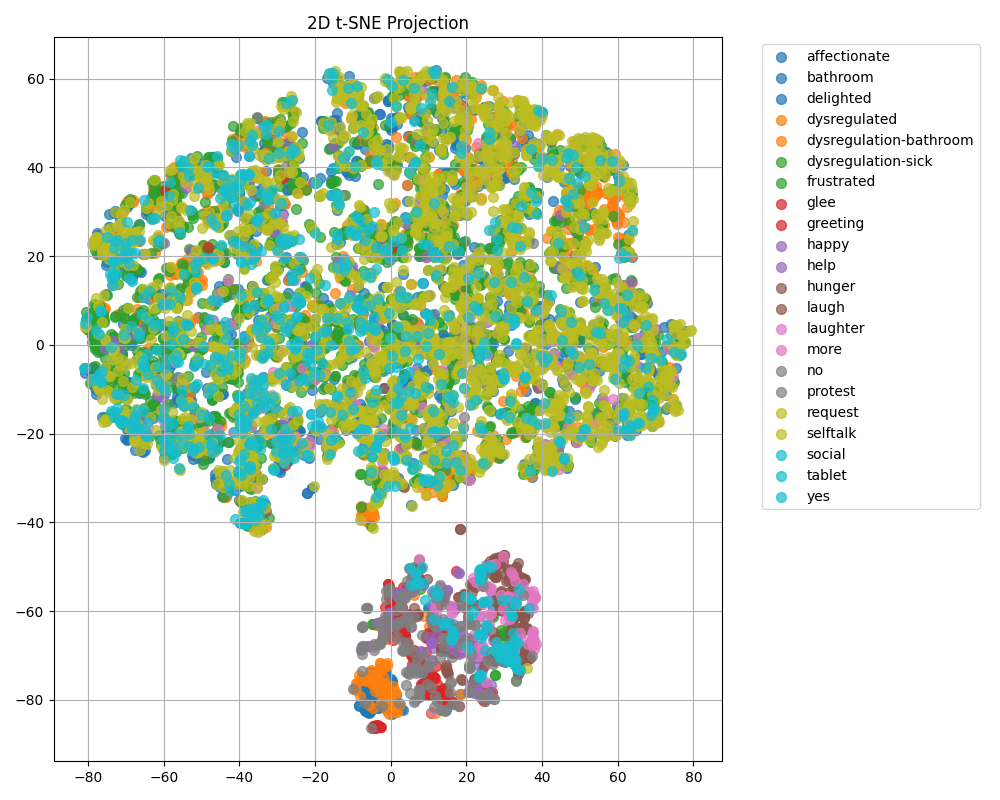 2D t-SNE Projection
60
40
20
0
−20
−40
−60
−80
−80
−60
−40
−20
0
20
40
60
80
affectionate
bathroom
delighted
dysregulated
dysregulation-bathroom
dysregulation-sick
frustrated
glee
greeting
happy
help
hunger
laugh
laughter
more
no
protest
request
selftalk
social
tablet
yes